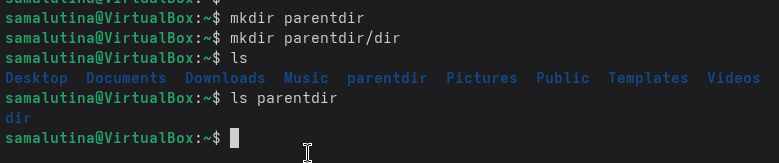 samalutina@VirtualBox:~$ mkdir parentdir
samalutina@VirtualBox:~$ mkdir parentdir/dir
samalutina@VirtualBox:~$ ls
Desktop  Documents  Downloads  Music  parentdir  Pictures  Public  Templates  Videos
samalutina@VirtualBox:~$ ls parentdir
dir
samalutina@VirtualBox:~$